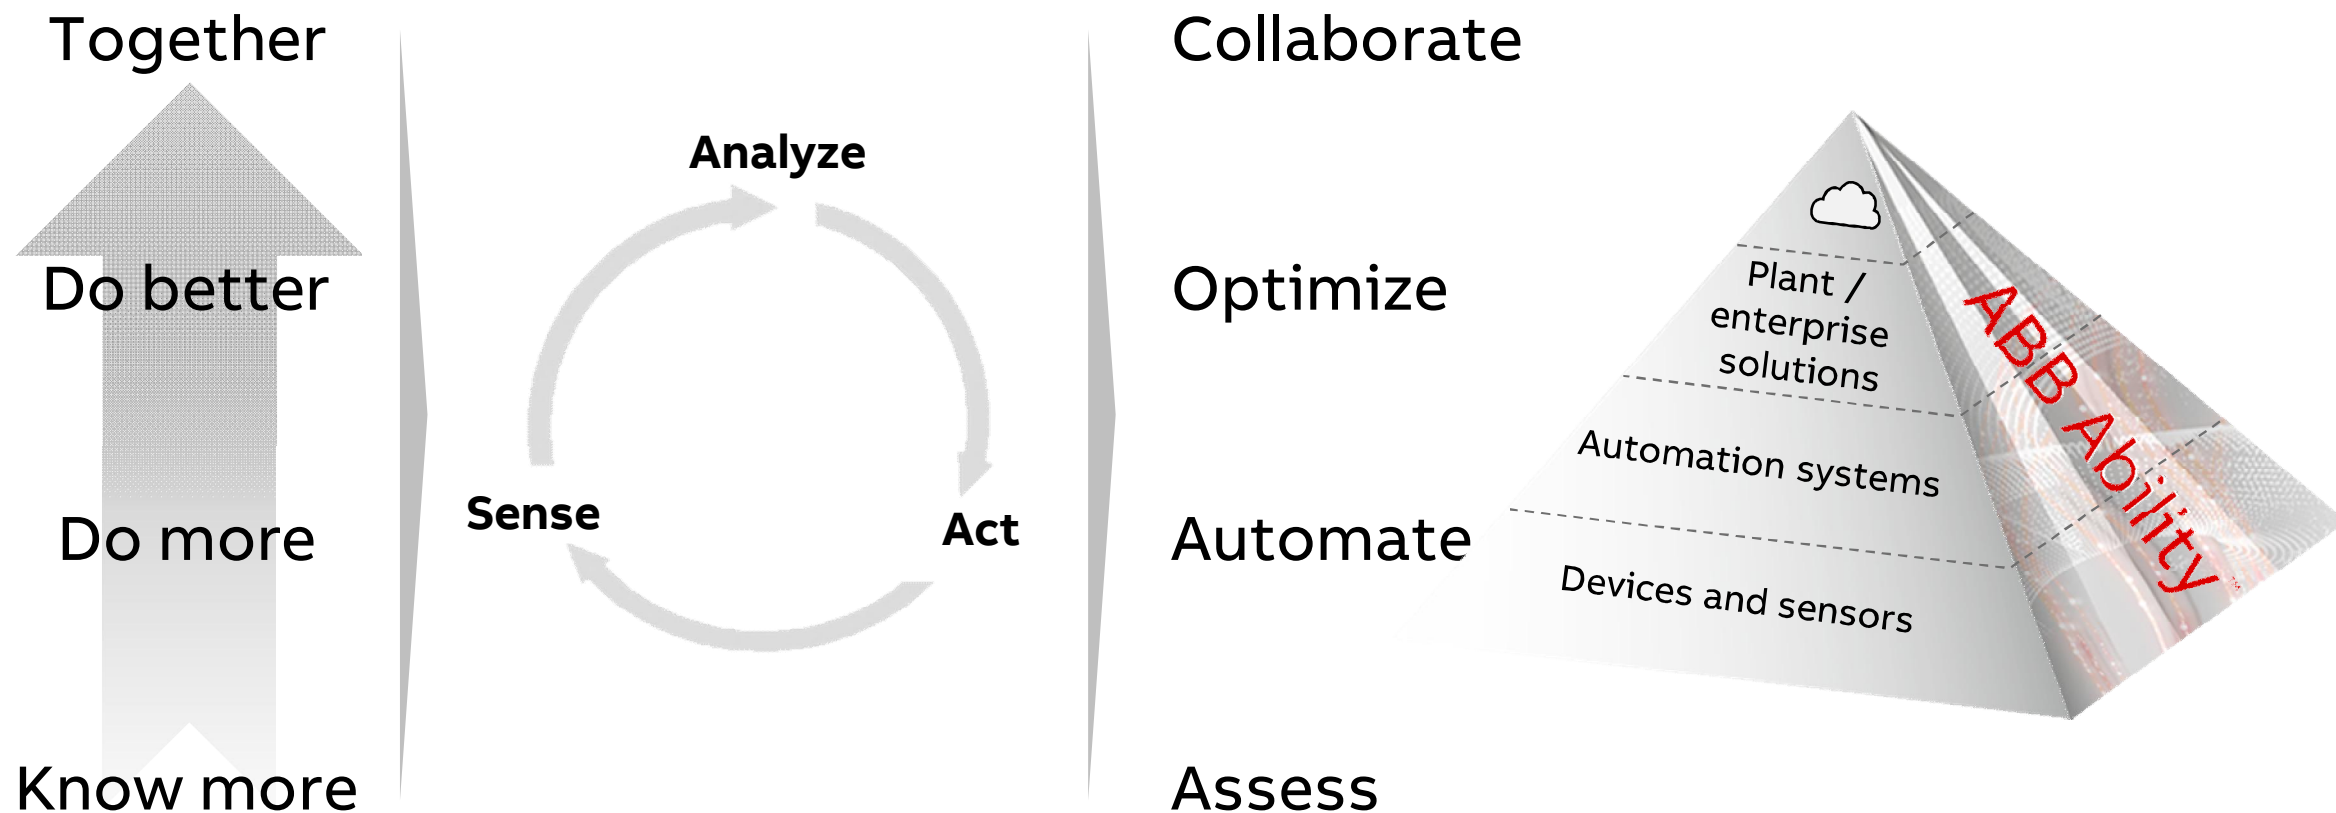 Together
Do better
Do more
Know more
Analyze
Sense
Act
Collaborate
Optimize
Automate
Assess
Plant /
enterprise
solutions
Automation systems
Devices and sensors
ABB Ability™